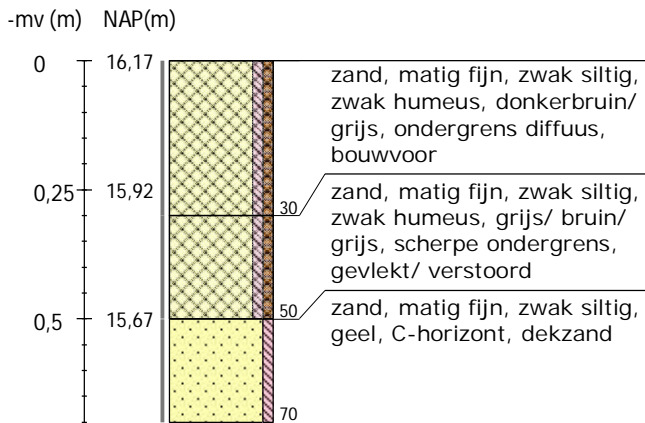 -mv (m) NAP(m)
0 16,17
zand, matig fijn, zwak siltig,
zwak humeus, donkerbruin/
grijs, ondergrens diffuus,
bouwvoor
0,25 15,92
30
zand, matig fijn, zwak siltig,
zwak humeus, grijs/ bruin/
grijs, scherpe ondergrens,
gevlekt/ verstoord
0,5 15,67
50
zand, matig fijn, zwak siltig,
geel, C-horizont, dekzand
70